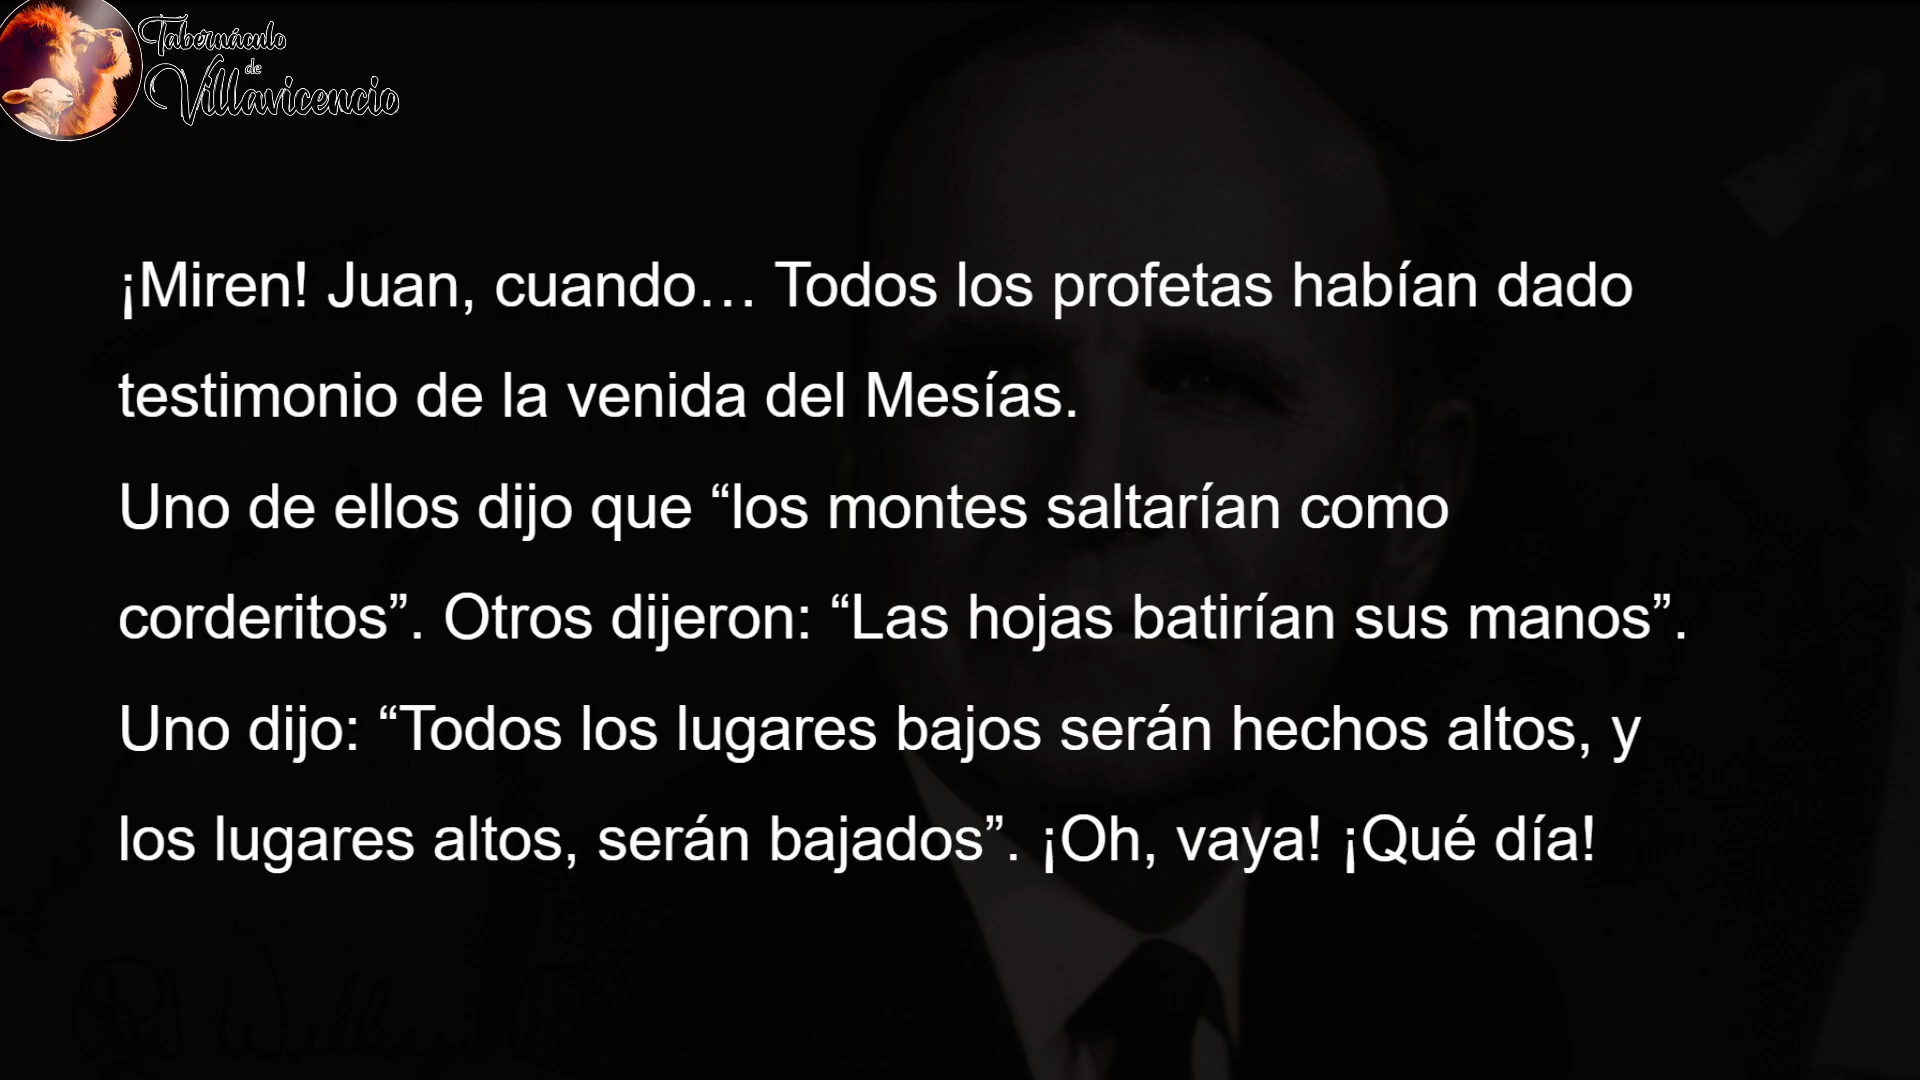 Tabernáculo
de
Villavicencio
¡Miren! Juan, cuando… Todos los profetas habían dado
testimonio de la venida del Mesías.
Uno de ellos dijo que “los montes saltarían como
corderitos”. Otros dijeron: “Las hojas batirían sus manos”.
Uno dijo: “Todos los lugares bajos serán hechos altos, y
los lugares altos, serán bajados”. ¡Oh, vaya! ¡Qué día!